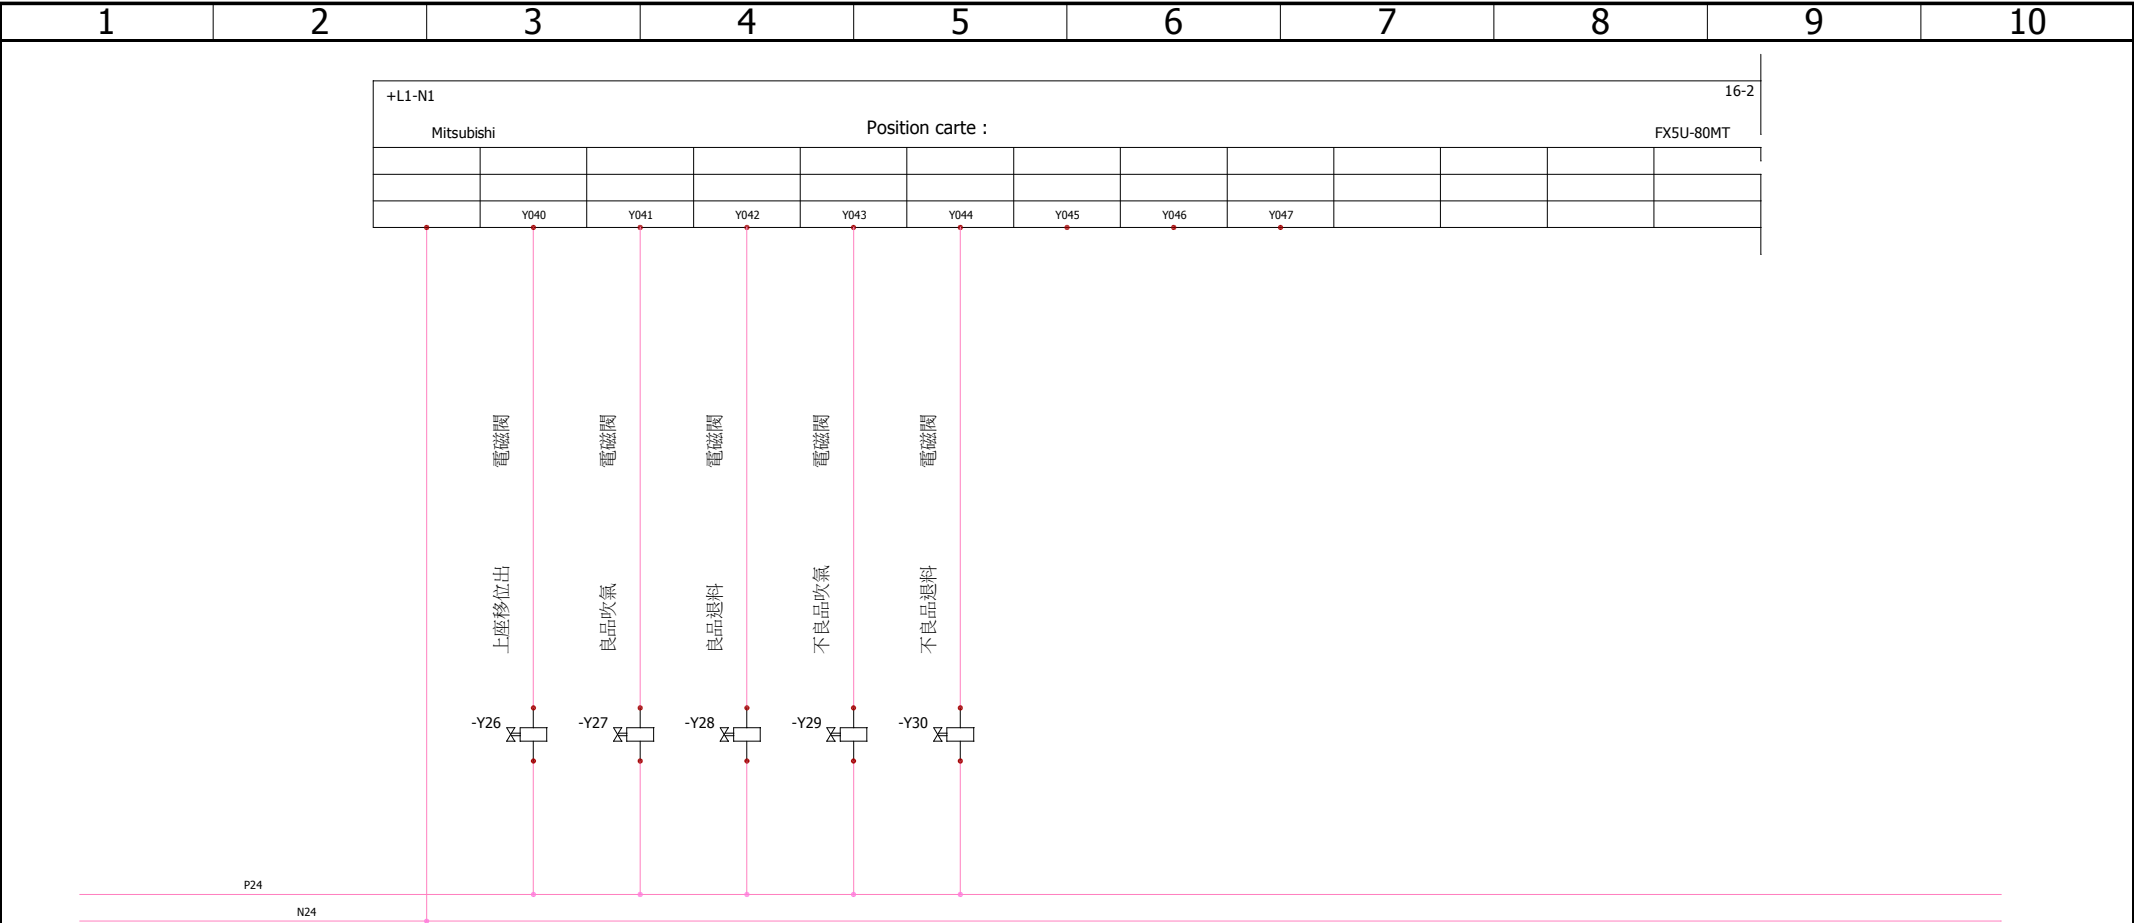 1 2 3 4 5 6 7 8 9 10
+L1-N1 16-2
Mitsubishi Position carte : FX5U-80MT
Y040 Y041 Y042 Y043 Y044 Y045 Y046 Y047
電磁閥 電磁閥 電磁閥 電磁閥 電磁閥
上座移位出 良品吹氣 良品退料 不良品吹氣 不良品退料
-Y26 -Y27 -Y28 -Y29 -Y30
P24
N24